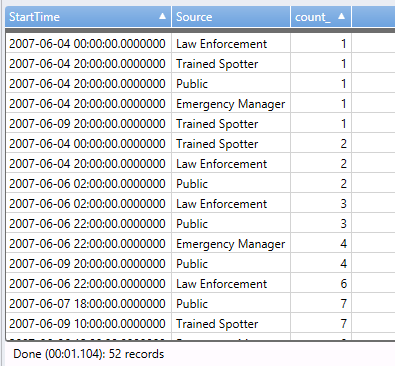 StartTime Source count_
2007-06-04 00:00:00.0000000 Law Enforcement 1
2007-06-04 20:00:00.0000000 Trained Spotter 1
2007-06-04 20:00:00.0000000 Public 1
2007-06-04 20:00:00.0000000 Emergency Manager 1
2007-06-09 20:00:00.0000000 Trained Spotter 1
2007-06-04 00:00:00.0000000 Trained Spotter 2
2007-06-04 20:00:00.0000000 Law Enforcement 2
2007-06-06 02:00:00.0000000 Public 2
2007-06-06 02:00:00.0000000 Law Enforcement 3
2007-06-06 22:00:00.0000000 Public 3
2007-06-06 22:00:00.0000000 Emergency Manager 4
2007-06-09 20:00:00.0000000 Public 4
2007-06-06 22:00:00.0000000 Law Enforcement 6
2007-06-07 18:00:00.0000000 Public 7
2007-06-09 10:00:00.0000000 Trained Spotter 7
Done (00:01.104): 52 records